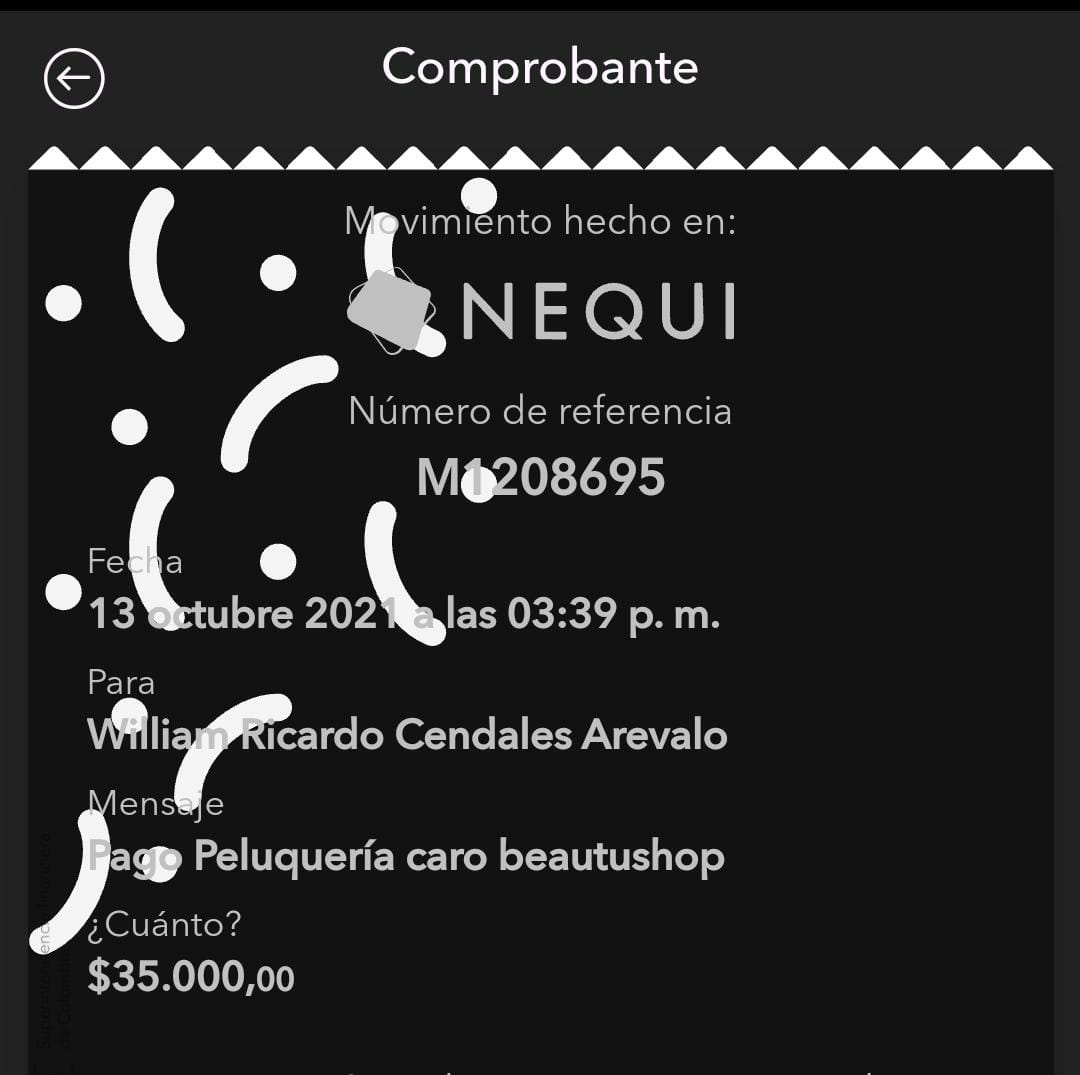 Comprobante
Movimiento hecho en:
NEQUI
Número de referencia
M1208695
Fecha
13 octubre 2021 a las 03:39 p. m.
Para
William Ricardo Cendales Arevalo
Mensaje
Pago Peluquería caro beautushop
¿Cuánto?
$35.000,00